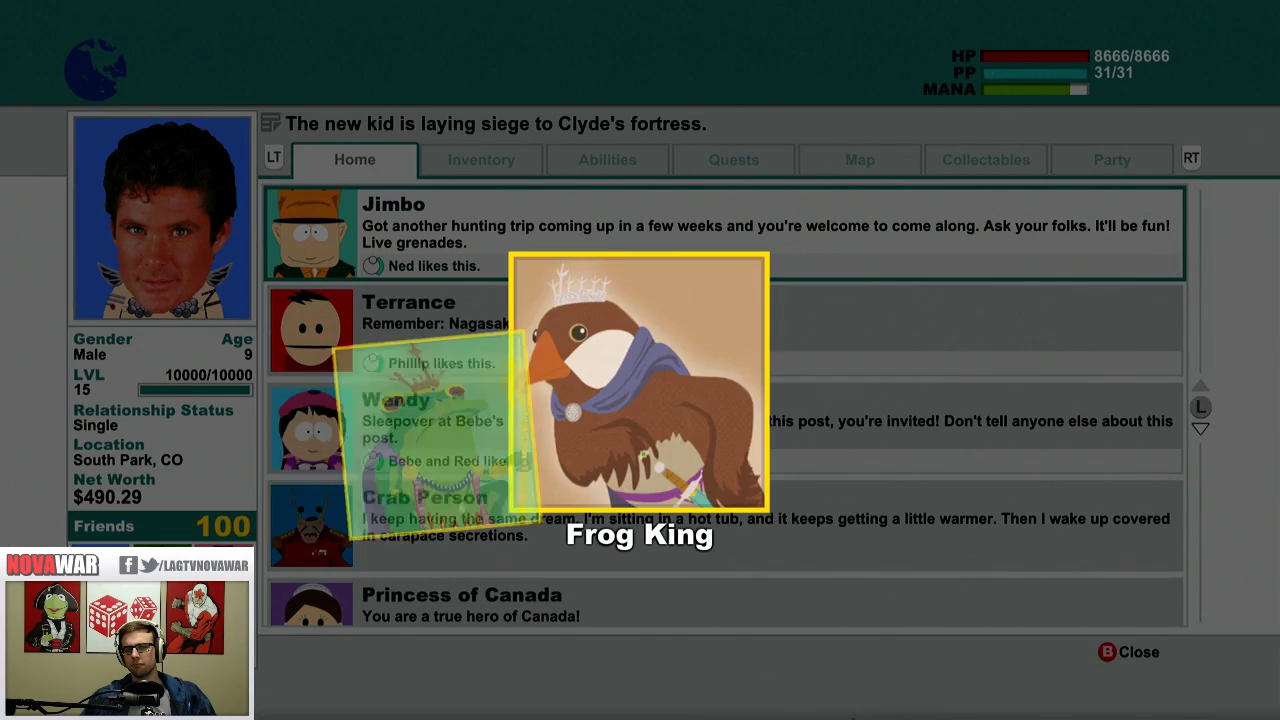 HP 8666/8666
PP 31/31
MANA
The new kid is laying siege to Clyde's fortress.
LT Home Inventory Abilities Quests Map Collectables Party RT
Jimbo
Got another hunting trip coming up in a few weeks and you're welcome to come along. Ask your folks. It'll be fun!
Live grenades.
Ned likes this.
Terrance
Remember: Nagasak
Phillip likes this.
Wendy
Sleepover at Bebe's
this post, you're invited! Don't tell anyone else about this
post.
Bebe and Red like
Crab Person
I keep having the same dream. I'm sitting in a hot tub, and it keeps getting a little warmer. Then I wake up covered
in carapace secretions.
Princess of Canada
You are a true hero of Canada!
Frog King
L
B Close
Gender Age
Male 9
LVL 10000/10000
15
Relationship Status
Single
Location
South Park, CO
Net Worth
$490.29
Friends 100
NOVAWAR f /LAGTVNOVAWAR